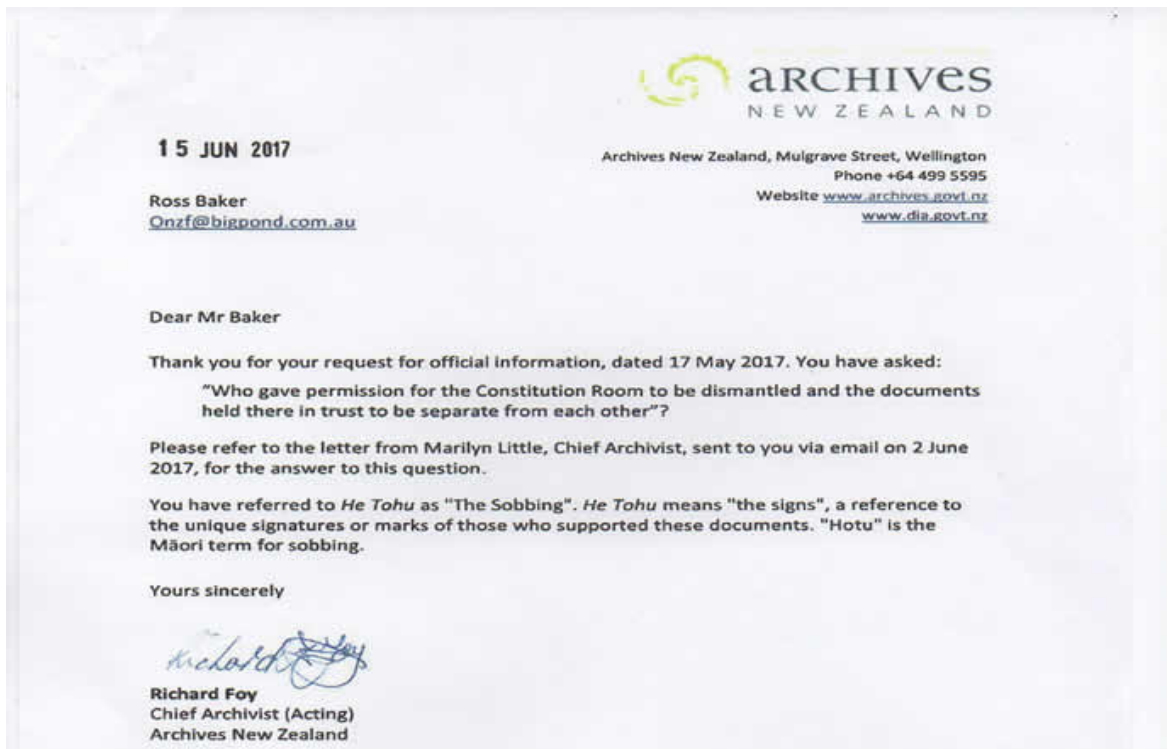 aRCHIVes
NEW ZEALAND
15 JUN 2017
Archives New Zealand, Mulgrave Street, Wellington
Phone +64 499 5595
Website www.archives.govt.nz
www.dia.govt.nz
Ross Baker
Onzf@bigpond.com.au
Dear Mr Baker
Thank you for your request for official information, dated 17 May 2017. You have asked:
"Who gave permission for the Constitution Room to be dismantled and the documents
held there in trust to be separate from each other"?
Please refer to the letter from Marilyn Little, Chief Archivist, sent to you via email on 2 June
2017, for the answer to this question.
You have referred to He Tohu as "The Sobbing". He Tohu means "the signs", a reference to
the unique signatures or marks of those who supported these documents. "Hotu" is the
Māori term for sobbing.
Yours sincerely
Richard Foy
Richard Foy
Chief Archivist (Acting)
Archives New Zealand